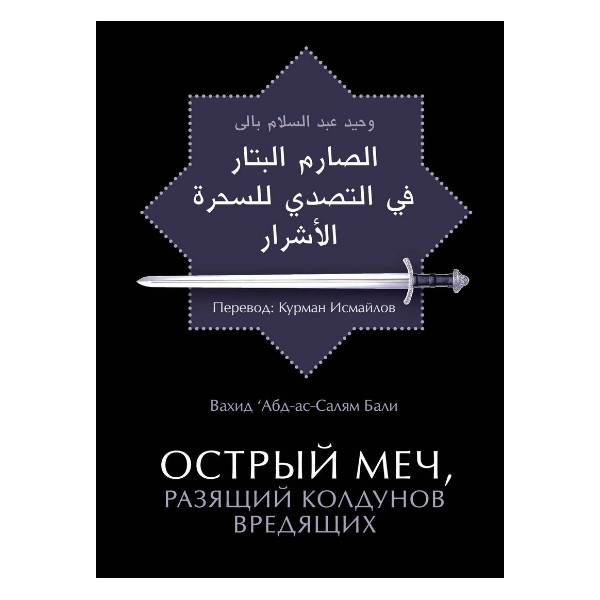 وحيد عبد السلام بالى
الصارم البتار
في التصدي للسحرة
الأشرار
Перевод: Курман Исмайлов
Вахид ‘Абд-ас-Салям Бали
ОСТРЫЙ МЕЧ,
РАЗЯЩИЙ КОЛДУНОВ
ВРЕДЯЩИХ